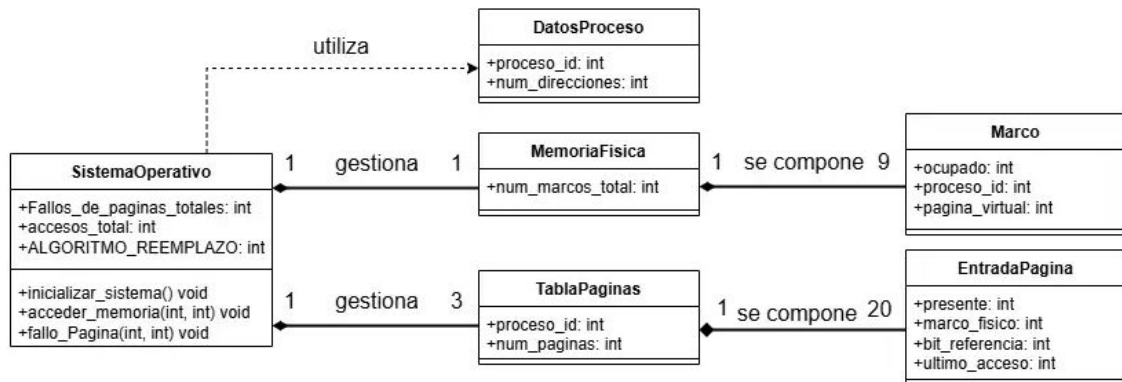 DatosProceso
utiliza
+proceso_id: int
+num_direcciones: int
SistemaOperativo
+Fallos_de_paginas_totales: int
+accesos_total: int
+ALGORITMO_REEMPLAZO: int
+inicializar_sistema() void
+acceder_memoria(int, int) void
+fallo_Pagina(int, int) void
1 gestiona 1
MemoriaFisica
+num_marcos_total: int
1 se compone 9
Marco
+ocupado: int
+proceso_id: int
+pagina_virtual: int
1 gestiona 3
TablaPaginas
+proceso_id: int
+num_paginas: int
1 se compone 20
EntradaPagina
+presente: int
+marco_fisico: int
+bit_referencia: int
+ultimo_acceso: int